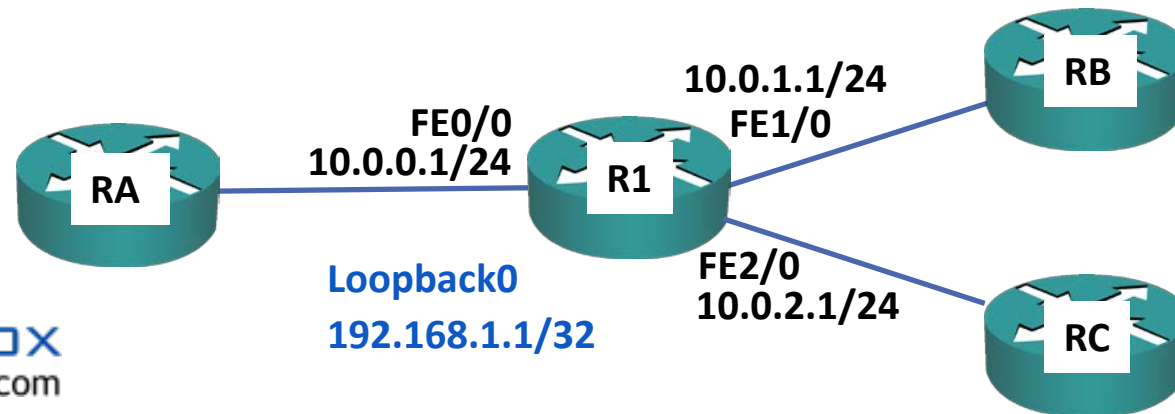 RB
10.0.1.1/24
FE0/0
FE1/0
10.0.0.1/24
RA
R1
FE2/0
Loopback0
10.0.2.1/24
192.168.1.1/32
RC
com